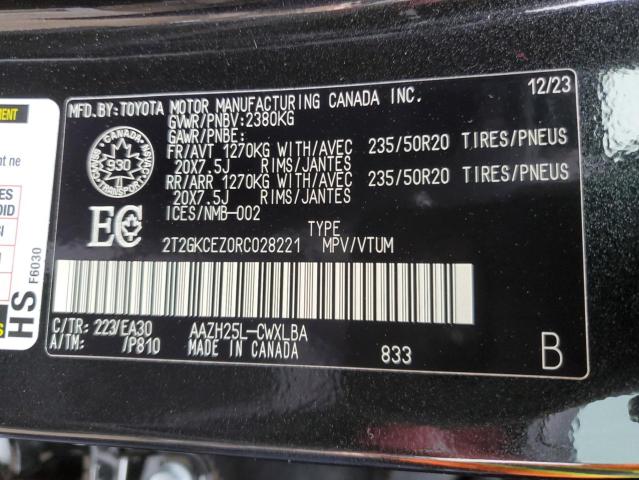 MFD.BY:TOYOTA MOTOR MANUFACTURING CANADA INC. 12/23
GVWR/PNBV:2380KG
GAWR/PNBE:
FR/AVT 1270KG WITH/AVEC 235/50R20 TIRES/PNEUS
20X7.5J RIMS/JANTES
RR/ARR 1270KG WITH/AVEC 235/50R20 TIRES/PNEUS
20X7.5J RIMS/JANTES
ICES/NMB-002
CANADA
930
TRANSPORT
EC
TYPE
2T2GKCEZ0RC028221 MPV/VTUM
C/TR: 223/EA30 AAZH25L-CWXLBA
A/TM: /P810 MADE IN CANADA 833 B
HS F6030